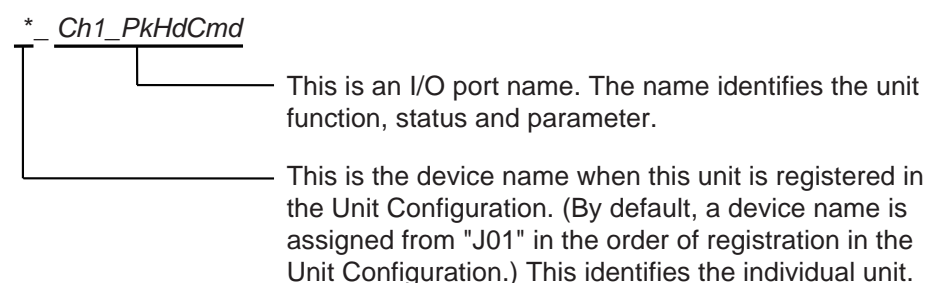 *_ Ch1_PkHdCmd
This is an I/O port name. The name identifies the unit
function, status and parameter.
This is the device name when this unit is registered in
the Unit Configuration. (By default, a device name is
assigned from "J01" in the order of registration in the
Unit Configuration.) This identifies the individual unit.